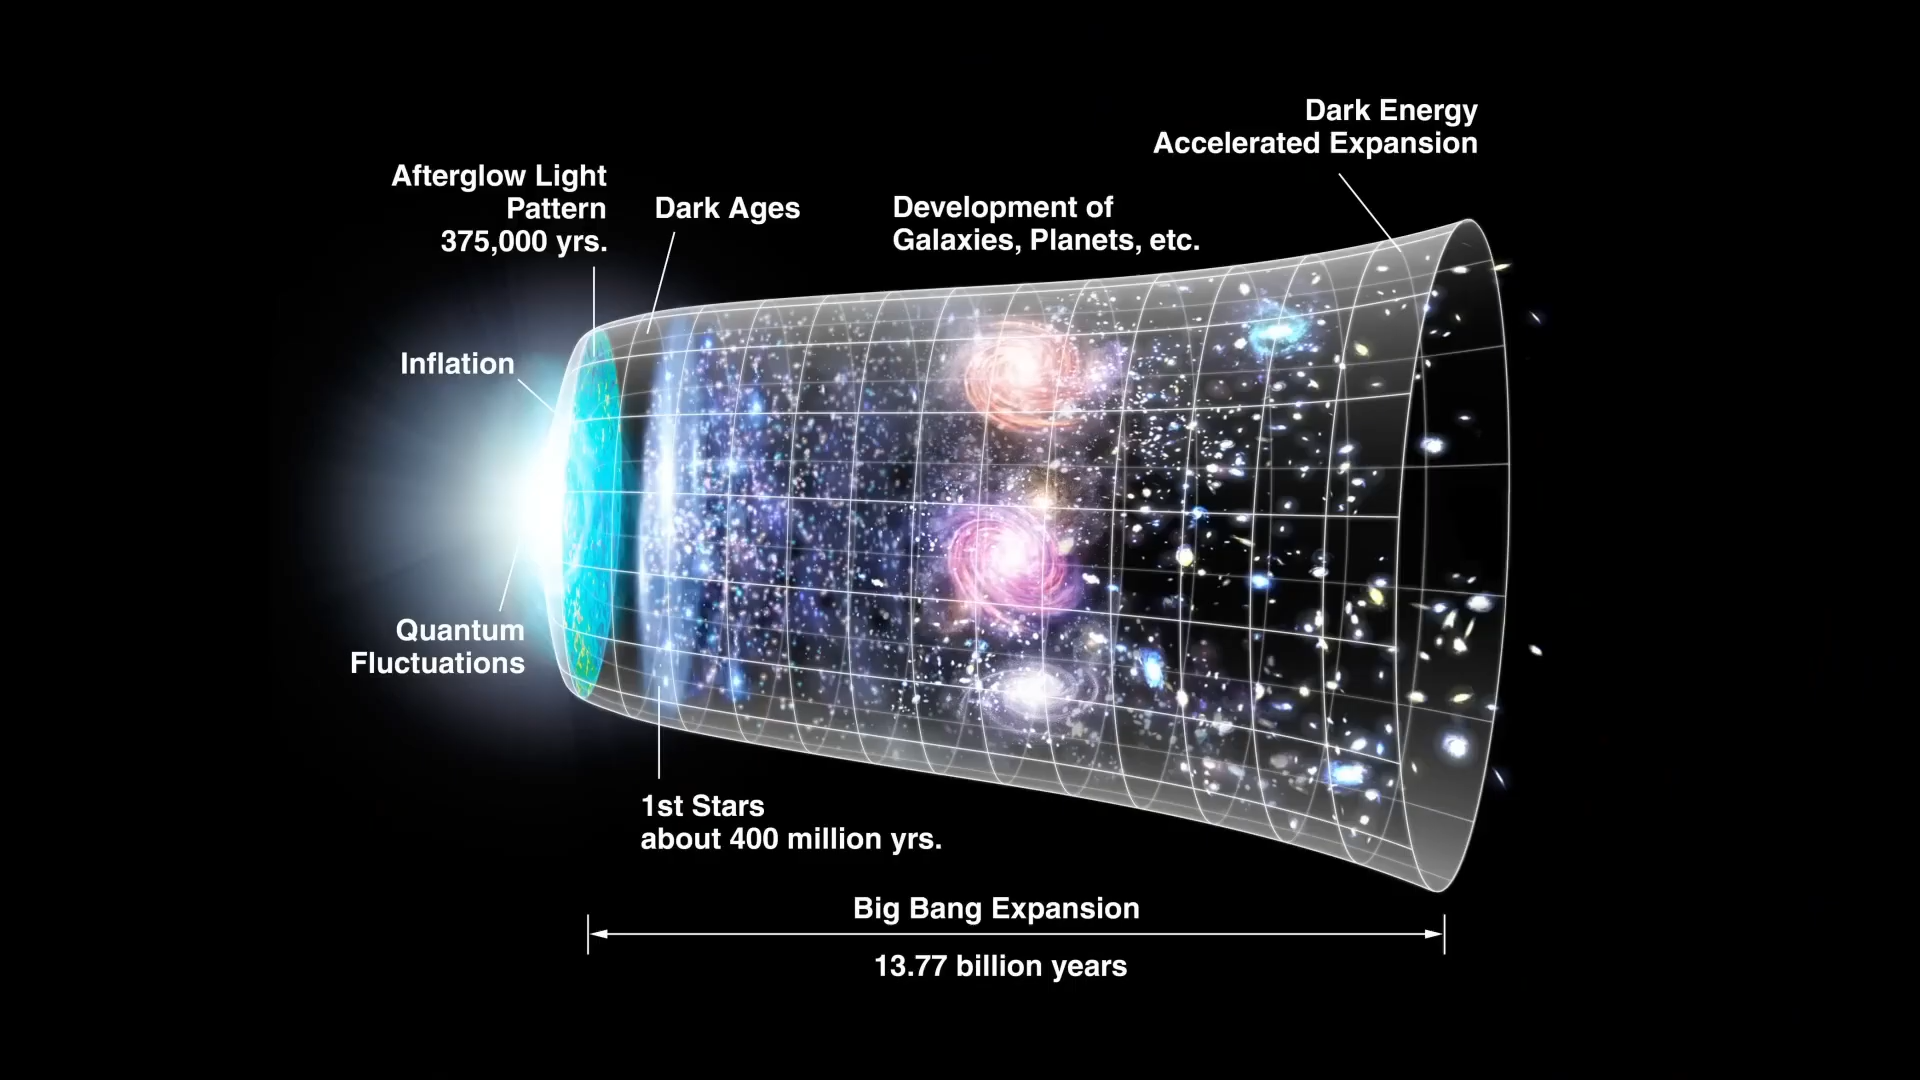 Dark Energy
Accelerated Expansion
Afterglow Light
Pattern
375,000 yrs.
Dark Ages
Development of
Galaxies, Planets, etc.
Inflation
Quantum
Fluctuations
1st Stars
about 400 million yrs.
Big Bang Expansion
13.77 billion years